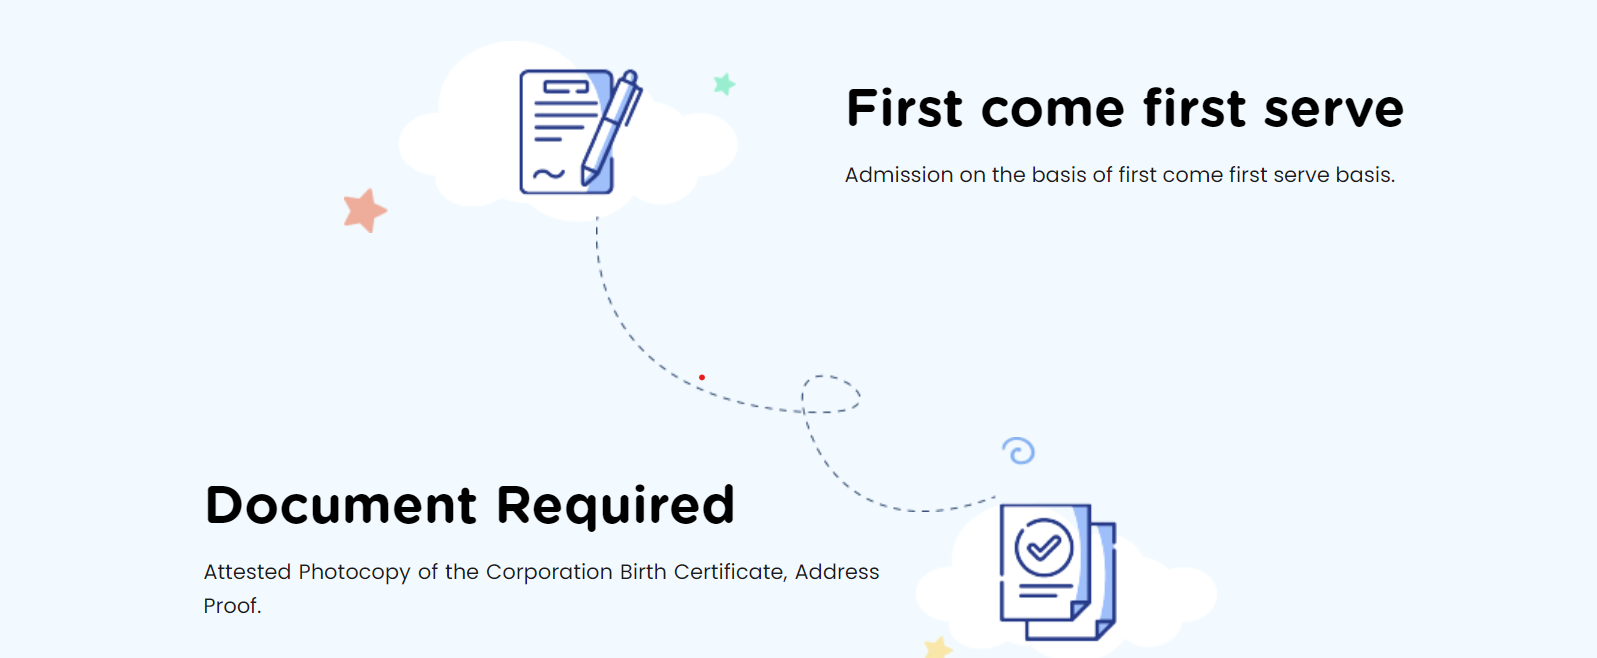 First come first serve
Admission on the basis of first come first serve basis.
Document Required
Attested Photocopy of the Corporation Birth Certificate, Address
Proof.